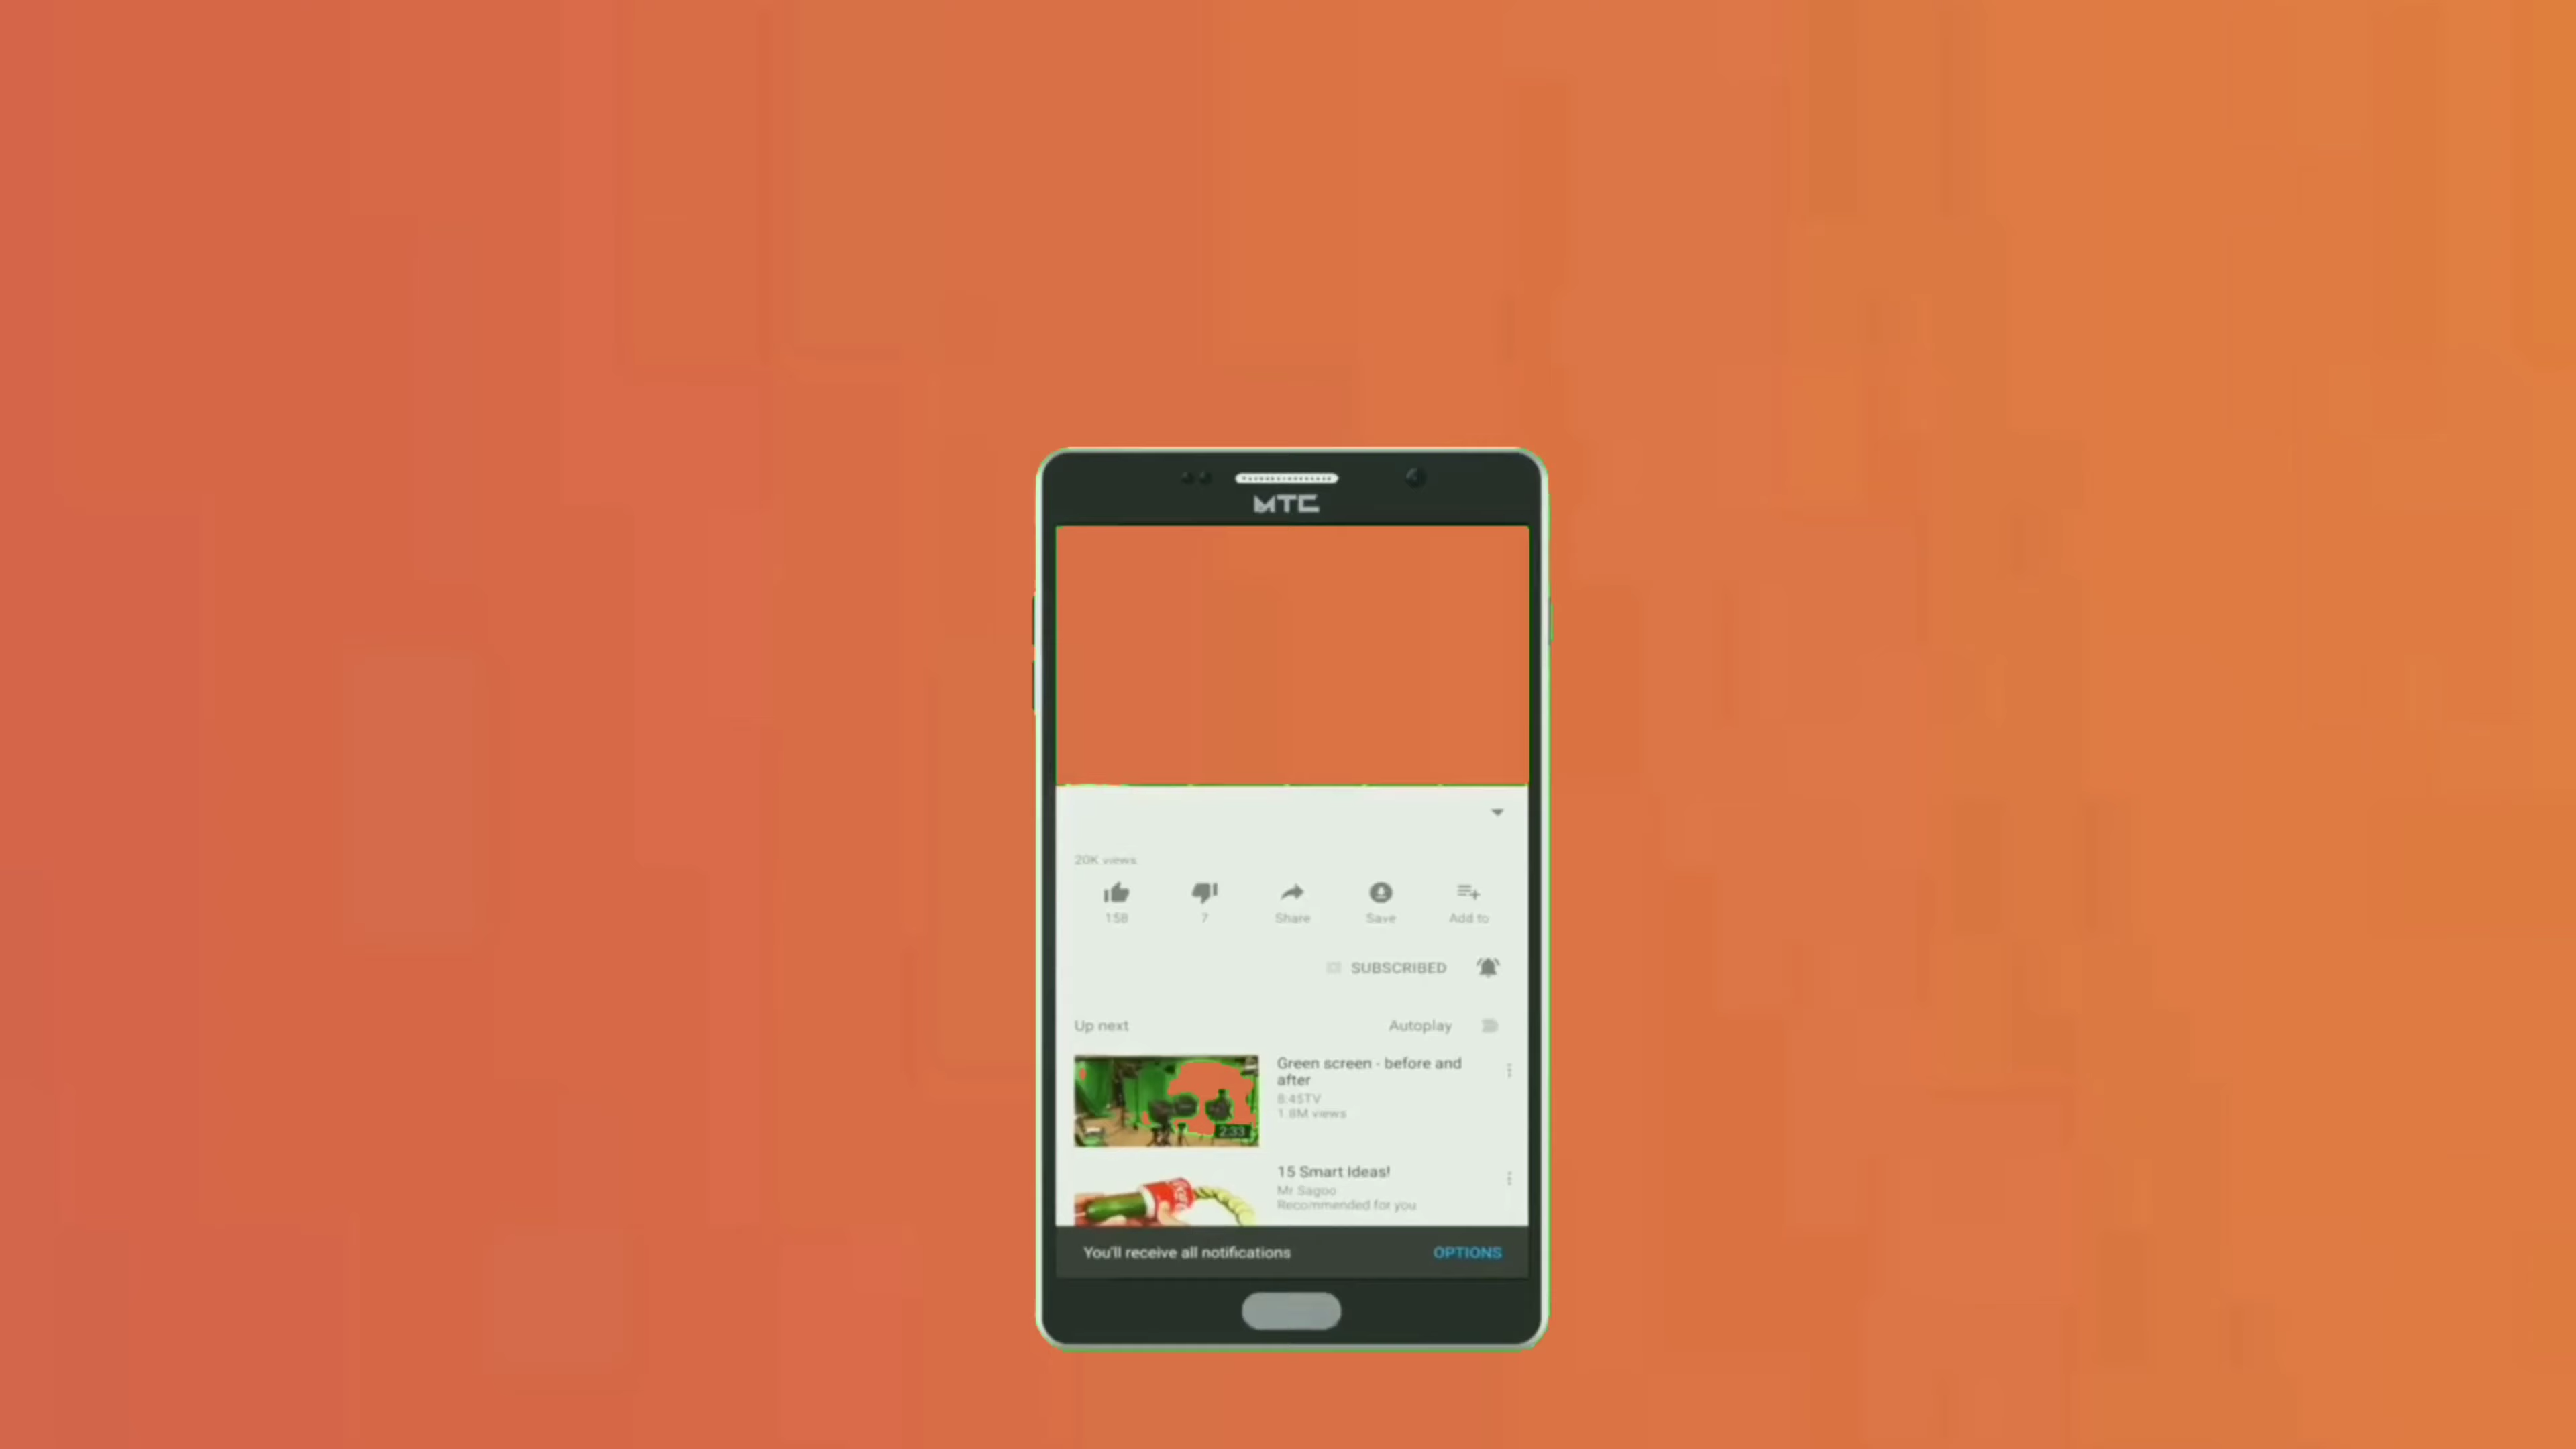 MTC
20K views
158
7
Share
Save
Add to
SUBSCRIBED
Up next
Autoplay
Green screen - before and
after
8:45TV
1.8M views
2:33
15 Smart Ideas!
Mr Sagoo
Recommended for you
You'll receive all notifications
OPTIONS